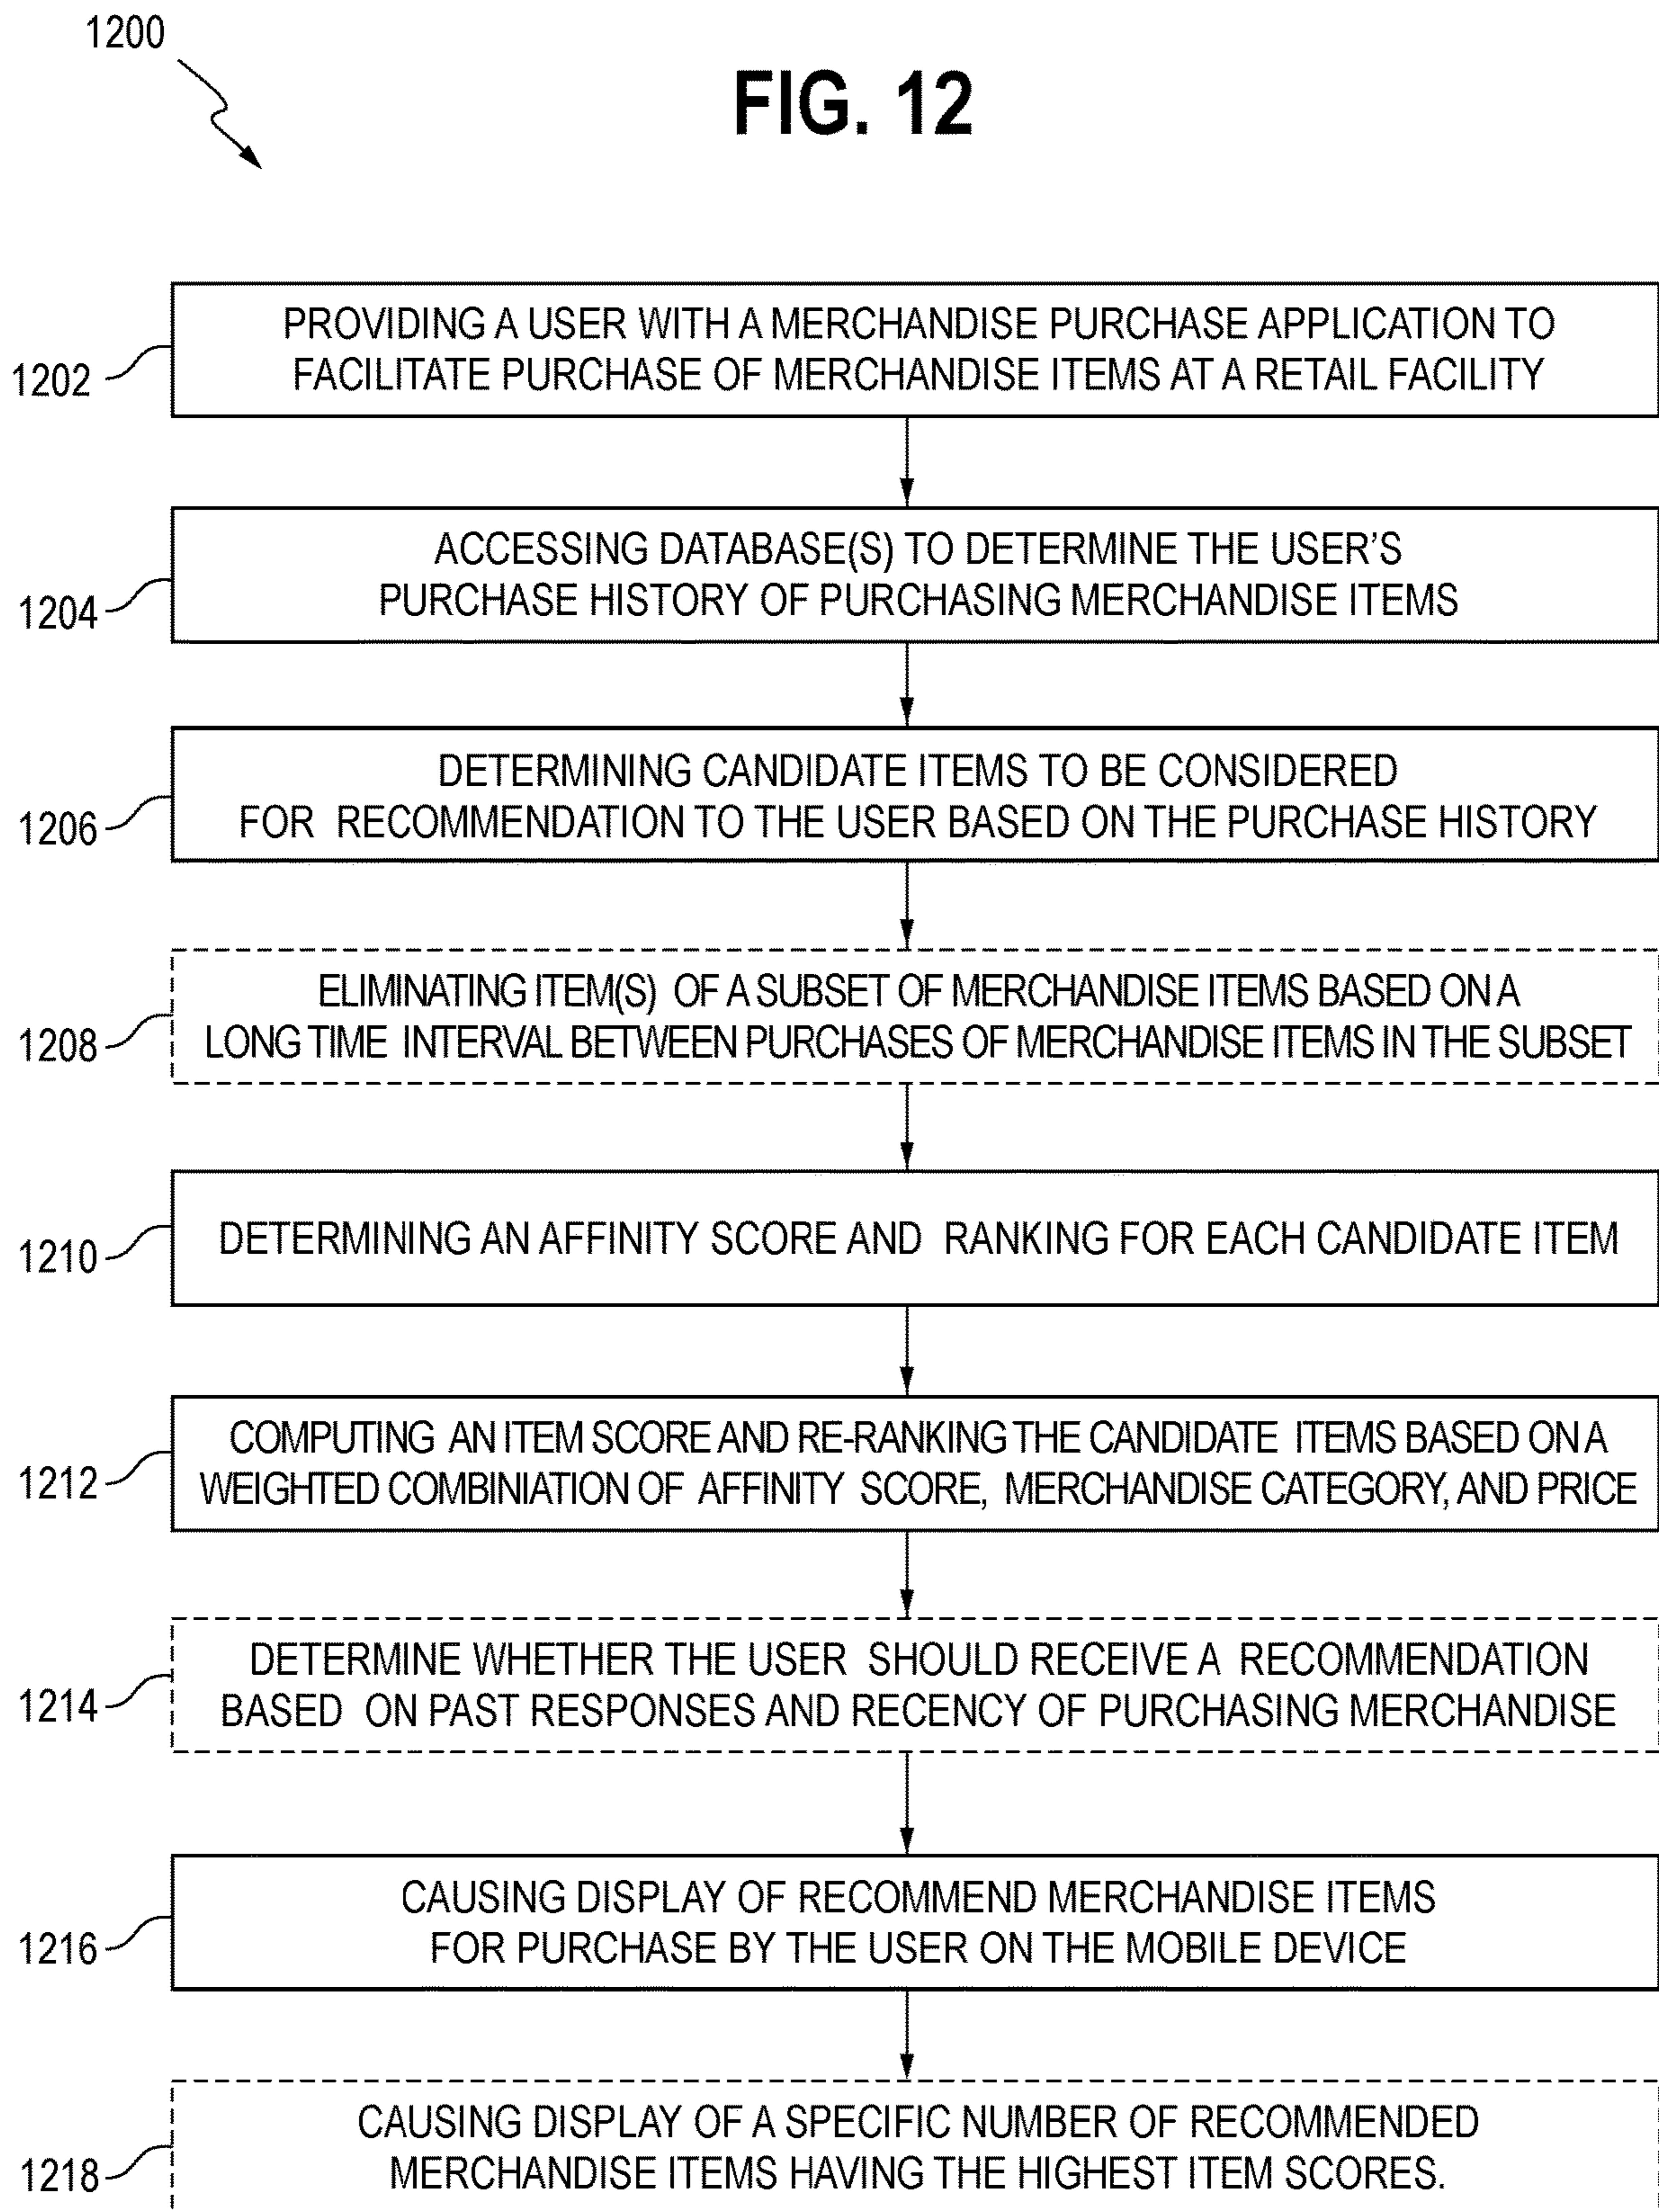 1200
FIG. 12
PROVIDING A USER WITH A MERCHANDISE PURCHASE APPLICATION TO
FACILITATE PURCHASE OF MERCHANDISE ITEMS AT A RETAIL FACILITY
1202
ACCESSING DATABASE(S) TO DETERMINE THE USER'S
PURCHASE HISTORY OF PURCHASING MERCHANDISE ITEMS
1204
DETERMINING CANDIDATE ITEMS TO BE CONSIDERED
FOR RECOMMENDATION TO THE USER BASED ON THE PURCHASE HISTORY
1206
ELIMINATING ITEM(S) OF A SUBSET OF MERCHANDISE ITEMS BASED ON A
LONG TIME INTERVAL BETWEEN PURCHASES OF MERCHANDISE ITEMS IN THE SUBSET
1208
DETERMINING AN AFFINITY SCORE AND RANKING FOR EACH CANDIDATE ITEM
1210
COMPUTING AN ITEM SCORE AND RE-RANKING THE CANDIDATE ITEMS BASED ON A
WEIGHTED COMBINIATION OF AFFINITY SCORE, MERCHANDISE CATEGORY, AND PRICE
1212
DETERMINE WHETHER THE USER SHOULD RECEIVE A RECOMMENDATION
BASED ON PAST RESPONSES AND RECENCY OF PURCHASING MERCHANDISE
1214
CAUSING DISPLAY OF RECOMMEND MERCHANDISE ITEMS
FOR PURCHASE BY THE USER ON THE MOBILE DEVICE
1216
CAUSING DISPLAY OF A SPECIFIC NUMBER OF RECOMMENDED
MERCHANDISE ITEMS HAVING THE HIGHEST ITEM SCORES.
1218